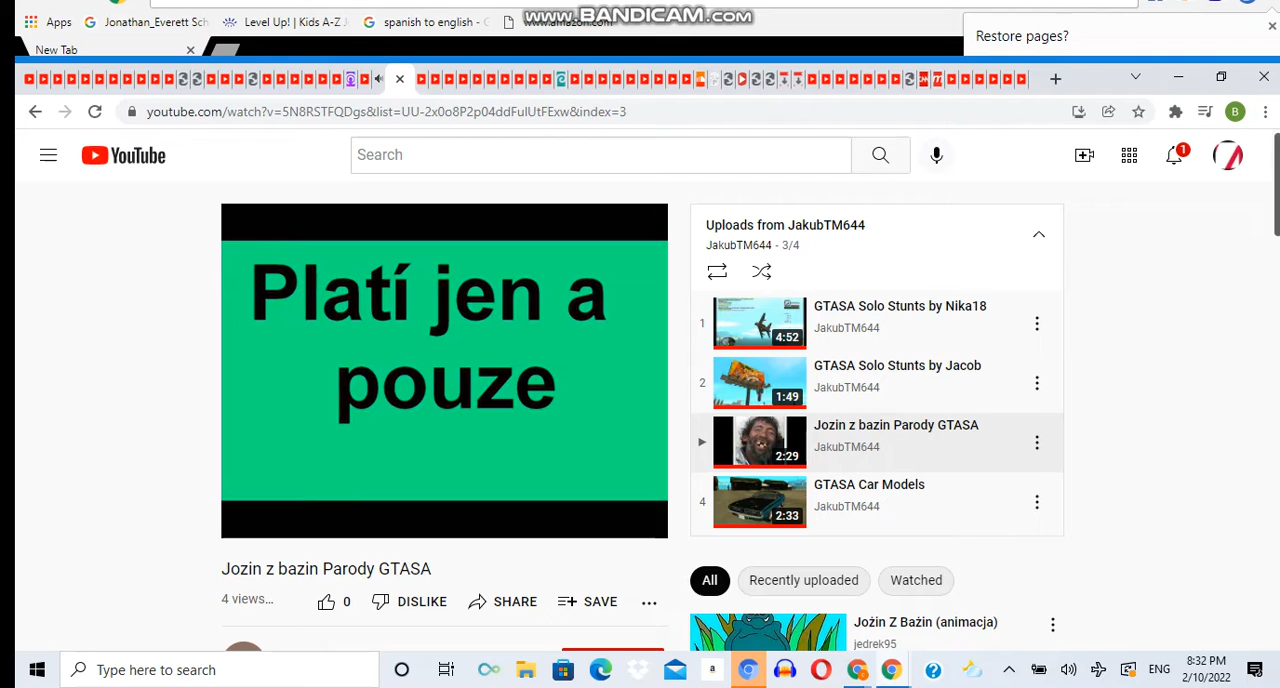 www.BANDICAM.com
Apps
Jonathan_Everett Sch
Level Up! | Kids A-Z
spanish to english - G
New Tab
Restore pages?
youtube.com/watch?v=5N8RSTFQDgs&list=UU-2x0o8P2p04ddFulUtFExw&index=3
YouTube
Search
1
Platí jen a
pouze
Uploads from JakubTM644
JakubTM644 - 3/4
1
4:52
GTASA Solo Stunts by Nika18
JakubTM644
2
1:49
GTASA Solo Stunts by Jacob
JakubTM644
2:29
Jozin z bazin Parody GTASA
JakubTM644
4
2:33
GTASA Car Models
JakubTM644
Jozin z bazin Parody GTASA
4 views...
0
DISLIKE
SHARE
SAVE
All
Recently uploaded
Watched
Jożin Z Bażin (animacja)
jedrek95
Type here to search
a
ENG
8:32 PM
2/10/2022
B